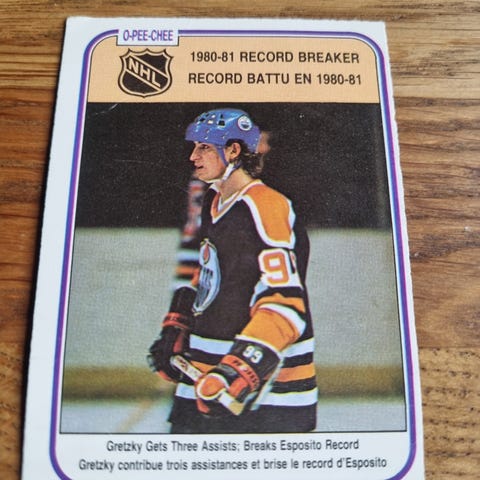 O-PEE-CHEE
NHL
1980-81 RECORD BREAKER
RECORD BATTU EN 1980-81
99
99
Gretzky Gets Three Assists; Breaks Esposito Record
Gretzky contribue trois assistances et brise le record d'Esposito